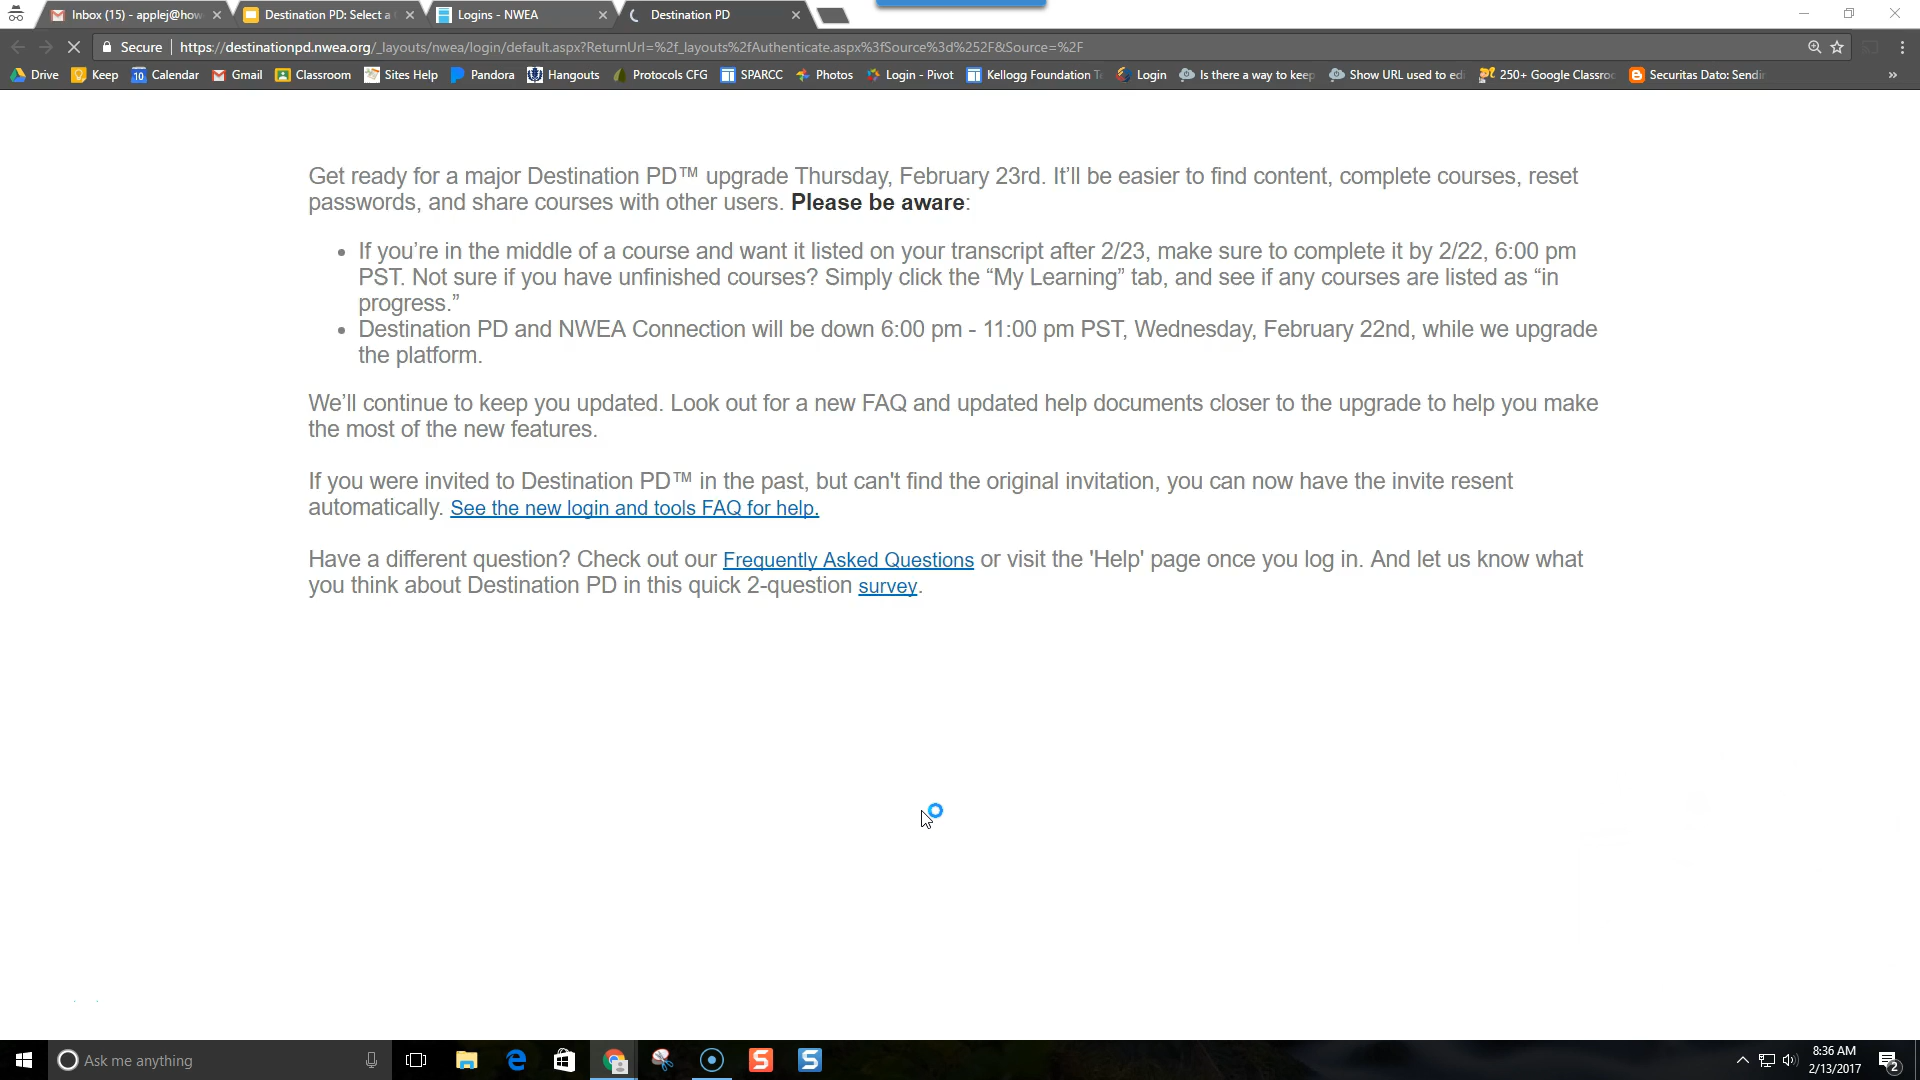 Inbox (15) - applej@how
Destination PD: Select a
Logins - NWEA
Destination PD
Secure
https://destinationpd.nwea.org/_layouts/nwea/login/default.aspx?ReturnUrl=%2f_layouts%2fAuthenticate.aspx%3fSource%3d%252F&Source=%2F
Drive
Keep
10 Calendar
Gmail
Classroom
Sites Help
Pandora
Hangouts
Protocols CFG
SPARCC
Photos
Login - Pivot
Kellogg Foundation
Login
Is there a way to keep
Show URL used to edi
250+ Google Classroo
Securitas Dato: Sendin
Get ready for a major Destination PD™ upgrade Thursday, February 23rd. It’ll be easier to find content, complete courses, reset
passwords, and share courses with other users. Please be aware:
• If you’re in the middle of a course and want it listed on your transcript after 2/23, make sure to complete it by 2/22, 6:00 pm
PST. Not sure if you have unfinished courses? Simply click the “My Learning” tab, and see if any courses are listed as “in
progress.”
• Destination PD and NWEA Connection will be down 6:00 pm - 11:00 pm PST, Wednesday, February 22nd, while we upgrade
the platform.
We’ll continue to keep you updated. Look out for a new FAQ and updated help documents closer to the upgrade to help you make
the most of the new features.
If you were invited to Destination PD™ in the past, but can't find the original invitation, you can now have the invite resent
automatically. See the new login and tools FAQ for help.
Have a different question? Check out our Frequently Asked Questions or visit the 'Help' page once you log in. And let us know what
you think about Destination PD in this quick 2-question survey.
Ask me anything
8:36 AM
2/13/2017
2